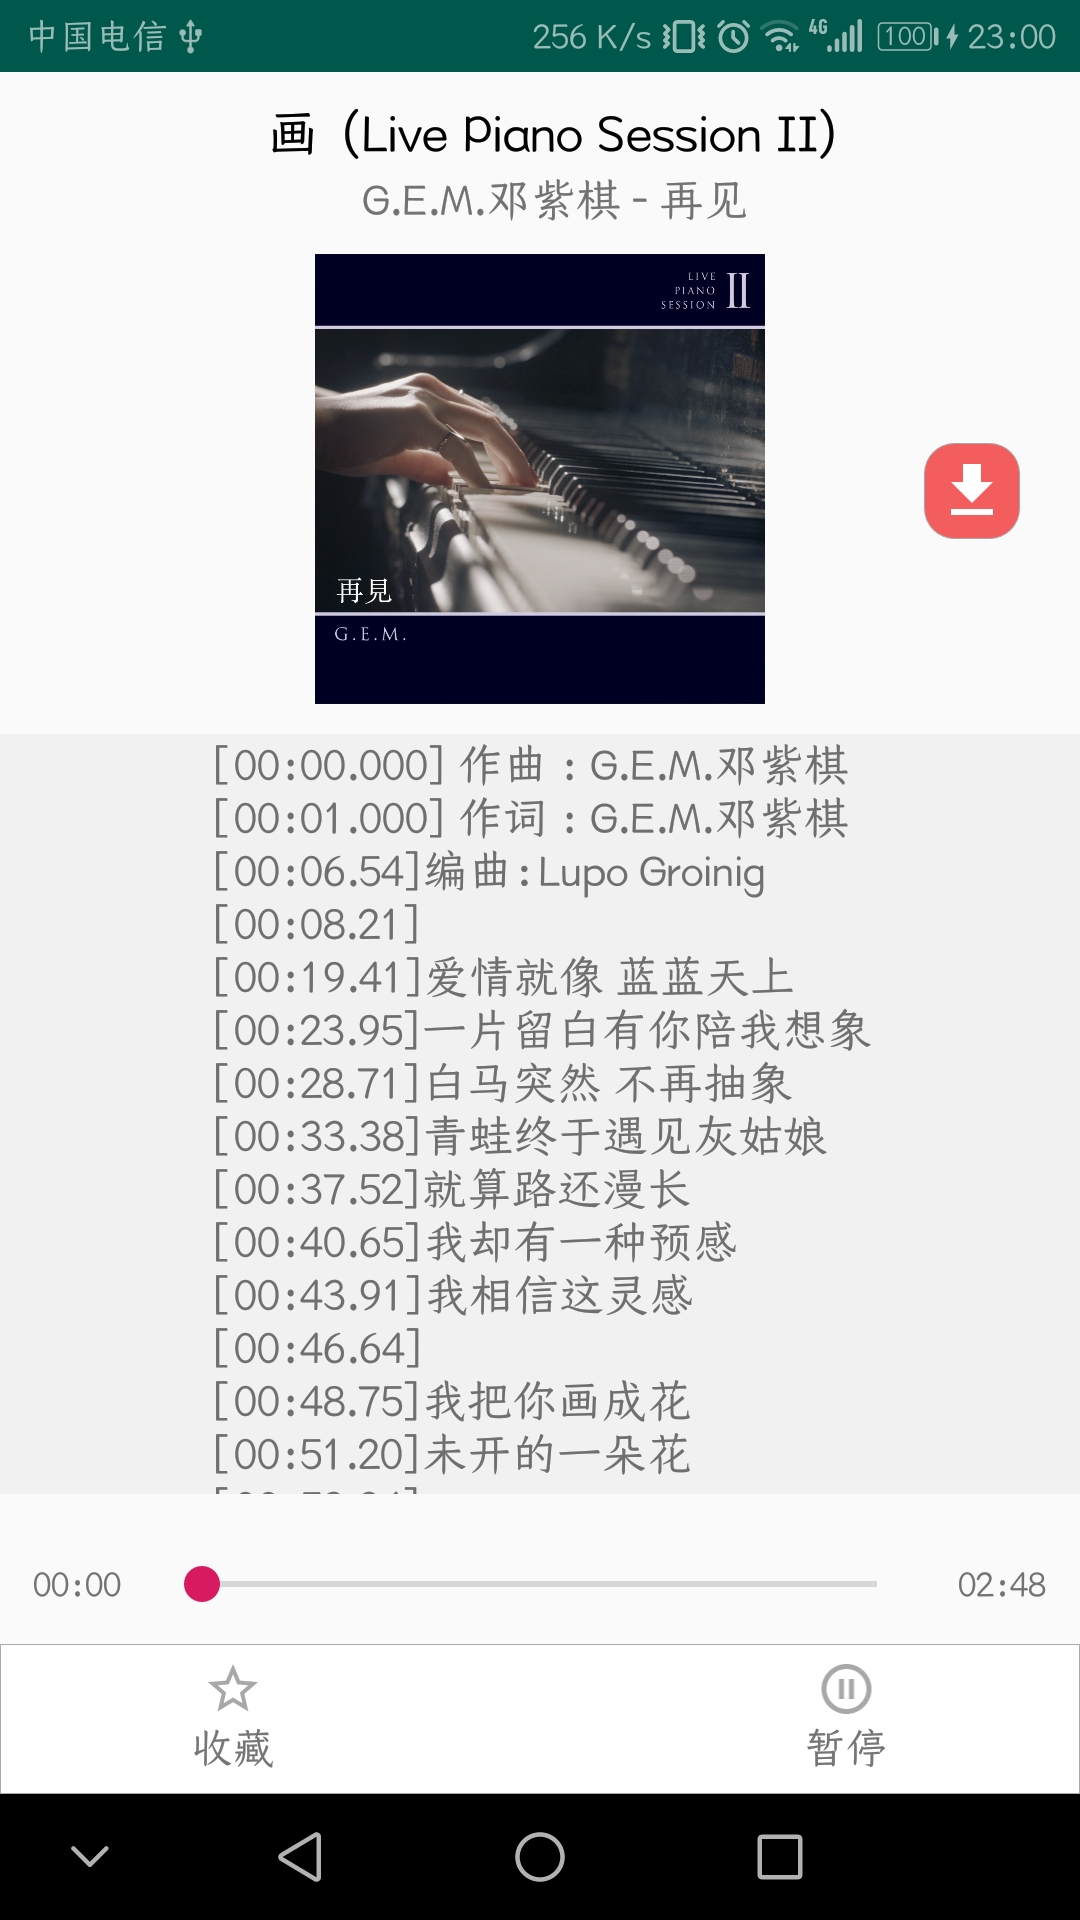 中国电信 256 K/s 4G 100 23:00
画 (Live Piano Session II)
G.E.M.邓紫棋 - 再见
LIVE
PIANO
SESSION II
再見
G.E.M.
[00:00.000] 作曲 : G.E.M.邓紫棋
[00:01.000] 作词 : G.E.M.邓紫棋
[00:06.54]编曲:Lupo Groinig
[00:08.21]
[00:19.41]爱情就像 蓝蓝天上
[00:23.95]一片留白有你陪我想象
[00:28.71]白马突然 不再抽象
[00:33.38]青蛙终于遇见灰姑娘
[00:37.52]就算路还漫长
[00:40.65]我却有一种预感
[00:43.91]我相信这灵感
[00:46.64]
[00:48.75]我把你画成花
[00:51.20]未开的一朵花
00:00 02:48
收藏 暂停